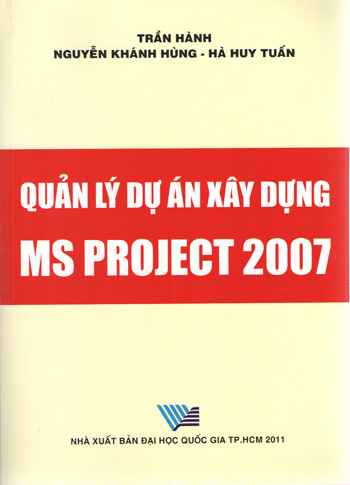 TRẦN HÀNH
NGUYỄN KHÁNH HÙNG - HÀ HUY TUẤN
QUẢN LÝ DỰ ÁN XÂY DỰNG
MS PROJECT 2007
NHÀ XUẤT BẢN ĐẠI HỌC QUỐC GIA TP.HCM 2011